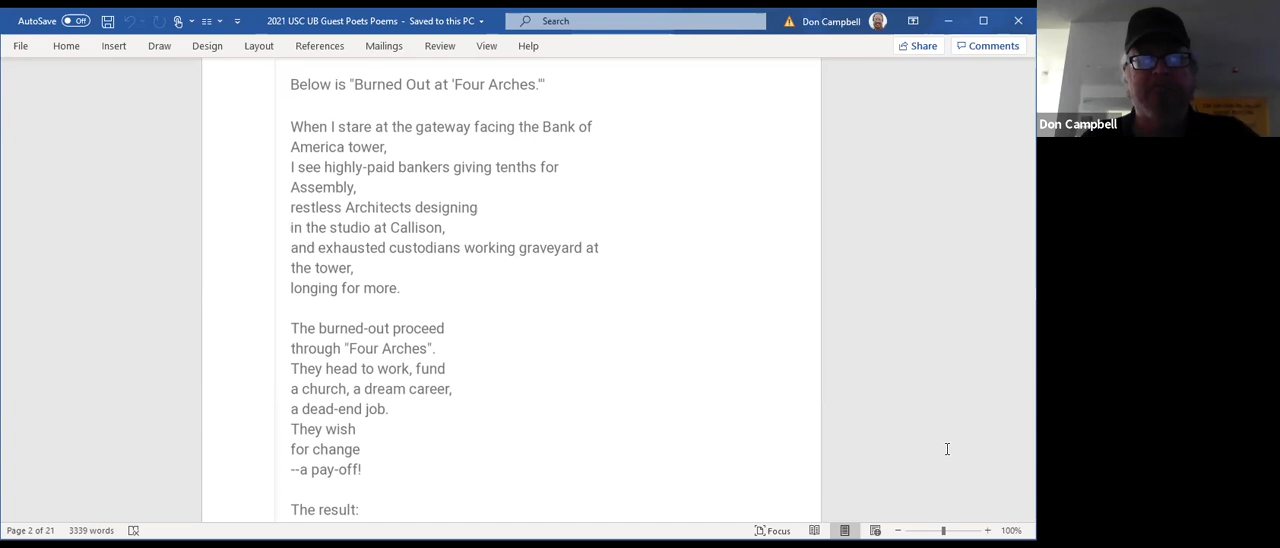 AutoSave Off 2021 USC UB Guest Poets Poems - Saved to this PC Search Don Campbell
File Home Insert Draw Design Layout References Mailings Review View Help Share Comments
Don Campbell
Below is "Burned Out at 'Four Arches.'"
When I stare at the gateway facing the Bank of
America tower,
I see highly-paid bankers giving tenths for
Assembly,
restless Architects designing
in the studio at Callison,
and exhausted custodians working graveyard at
the tower,
longing for more.
The burned-out proceed
through "Four Arches".
They head to work, fund
a church, a dream career,
a dead-end job.
They wish
for change
--a pay-off!
The result:
Page 2 of 21 3339 words Focus 100%